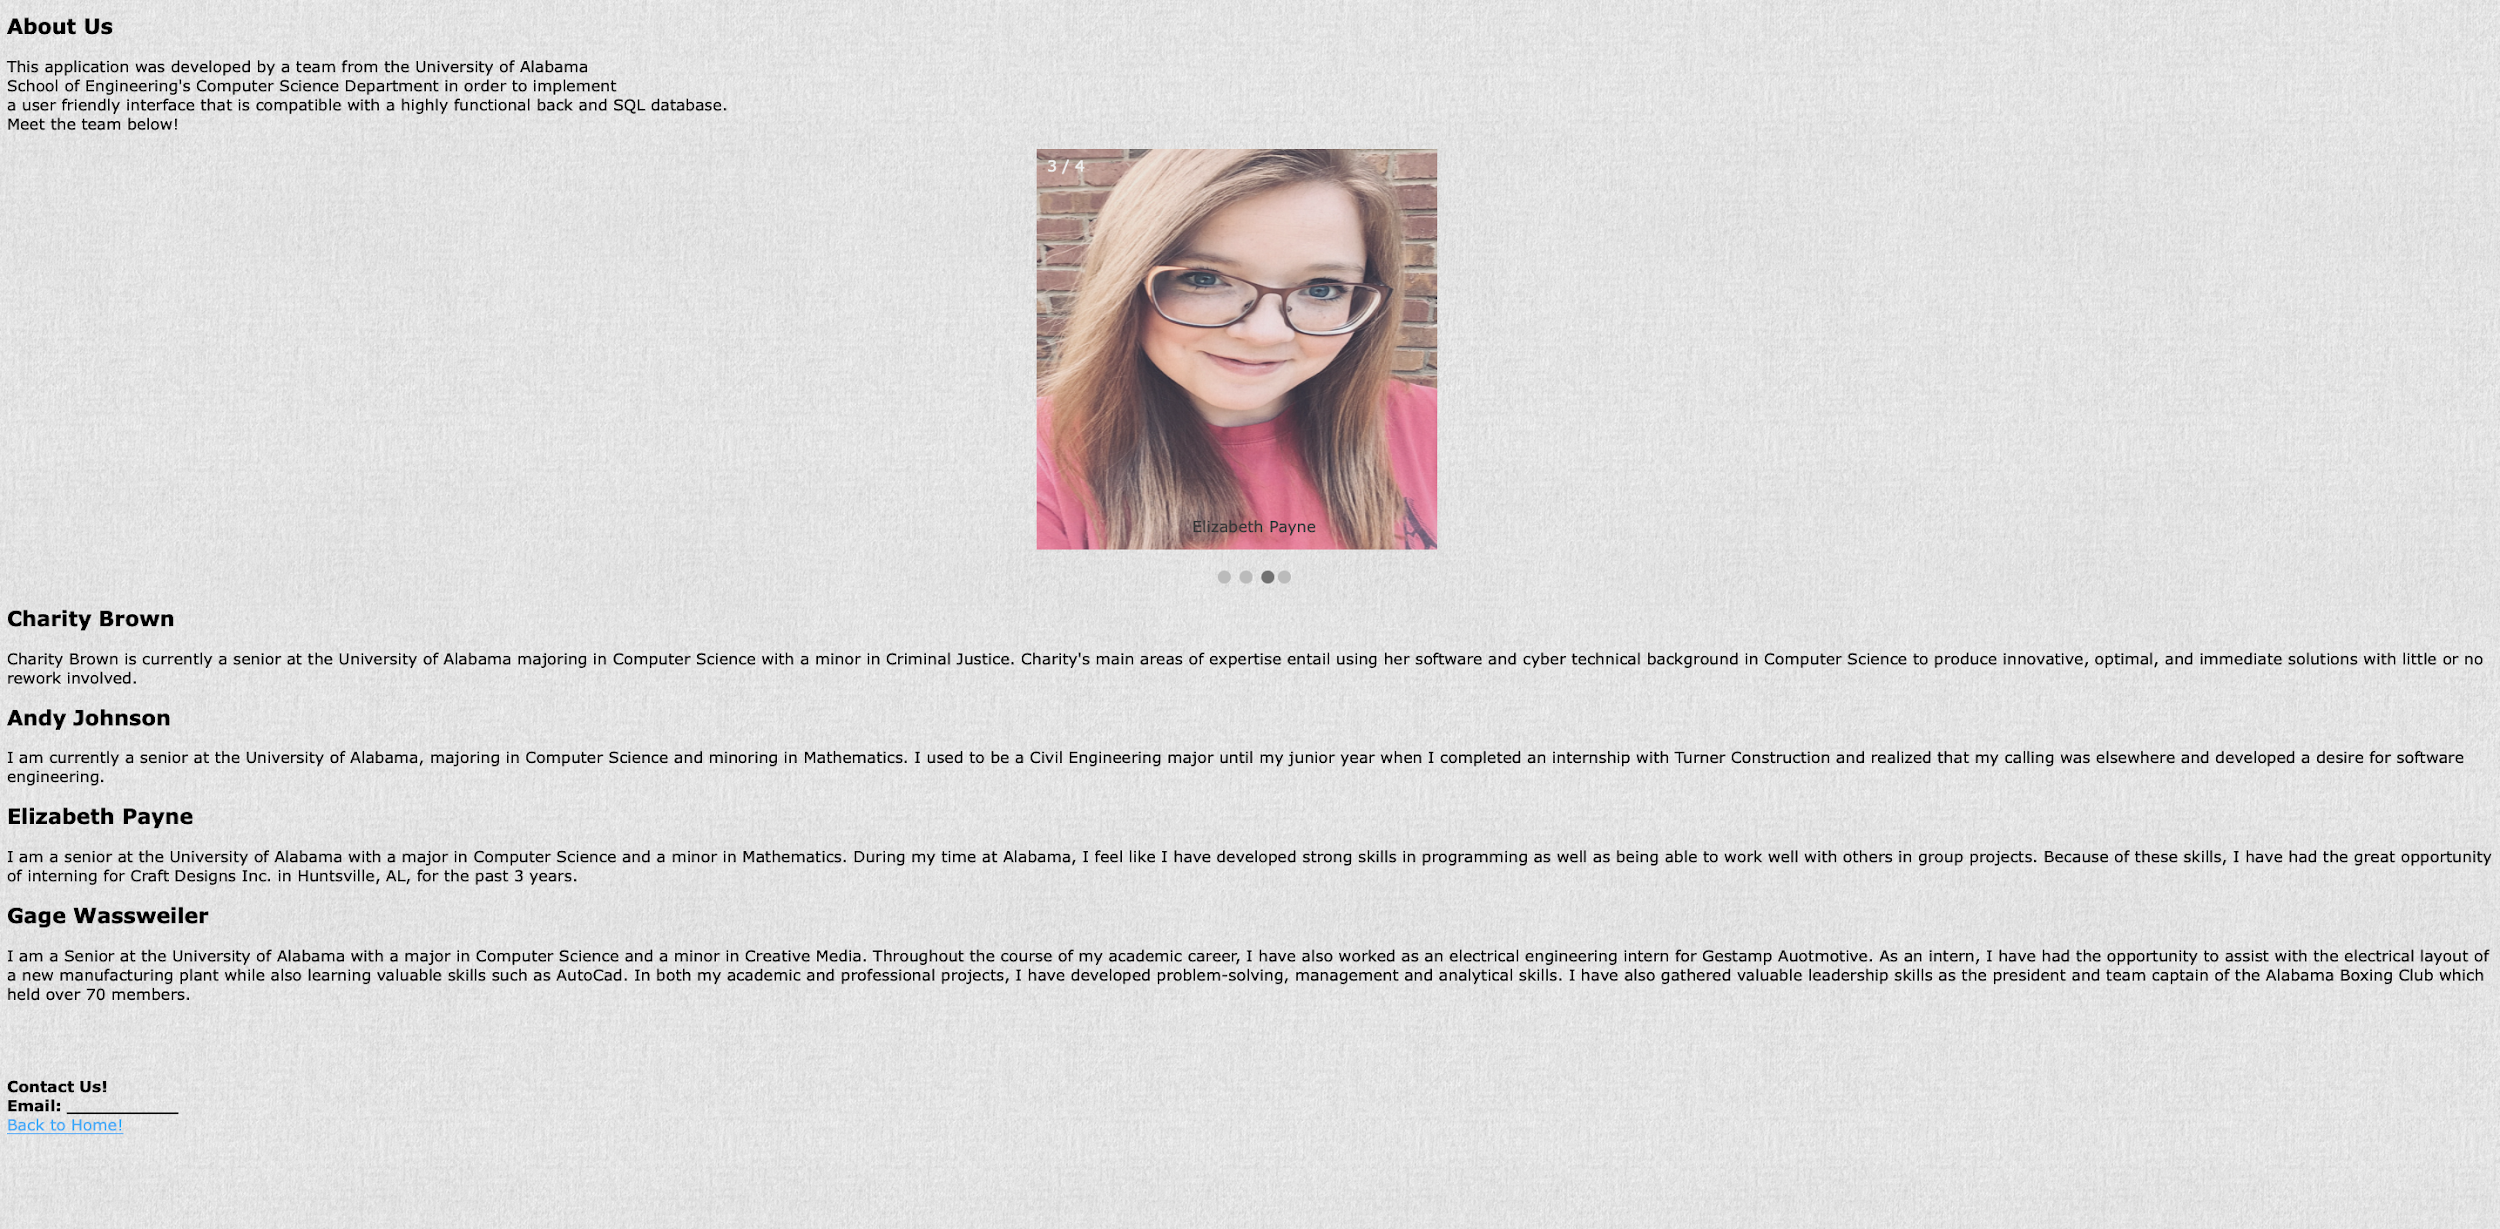 About Us
This application was developed by a team from the University of Alabama
School of Engineering's Computer Science Department in order to implement
a user friendly interface that is compatible with a highly functional back and SQL database.
Meet the team below!
3 / 4
Elizabeth Payne
Charity Brown
Charity Brown is currently a senior at the University of Alabama majoring in Computer Science with a minor in Criminal Justice. Charity's main areas of expertise entail using her software and cyber technical background in Computer Science to produce innovative, optimal, and immediate solutions with little or no
rework involved.
Andy Johnson
I am currently a senior at the University of Alabama, majoring in Computer Science and minoring in Mathematics. I used to be a Civil Engineering major until my junior year when I completed an internship with Turner Construction and realized that my calling was elsewhere and developed a desire for software
engineering.
Elizabeth Payne
I am a senior at the University of Alabama with a major in Computer Science and a minor in Mathematics. During my time at Alabama, I feel like I have developed strong skills in programming as well as being able to work well with others in group projects. Because of these skills, I have had the great opportunity
of interning for Craft Designs Inc. in Huntsville, AL, for the past 3 years.
Gage Wassweiler
I am a Senior at the University of Alabama with a major in Computer Science and a minor in Creative Media. Throughout the course of my academic career, I have also worked as an electrical engineering intern for Gestamp Auotmotive. As an intern, I have had the opportunity to assist with the electrical layout of
a new manufacturing plant while also learning valuable skills such as AutoCad. In both my academic and professional projects, I have developed problem-solving, management and analytical skills. I have also gathered valuable leadership skills as the president and team captain of the Alabama Boxing Club which
held over 70 members.
Contact Us!
Email: _____________
Back to Home!